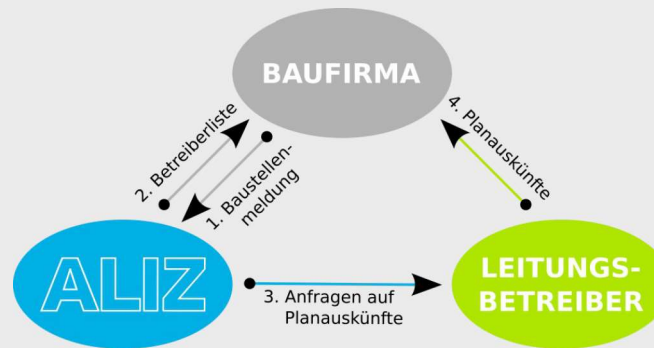 BAUFIRMA
2. Betreiberliste
1. Baustellen-
meldung
4. Planauskünfte
ALIZ
3. Anfragen auf
Planauskünfte
LEITUNGS-
BETREIBER